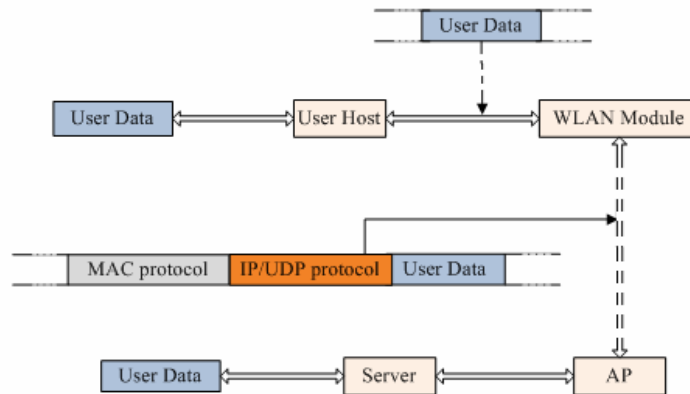 User Data
User Data
User Host
WLAN Module
MAC protocol
IP/UDP protocol
User Data
User Data
Server
AP